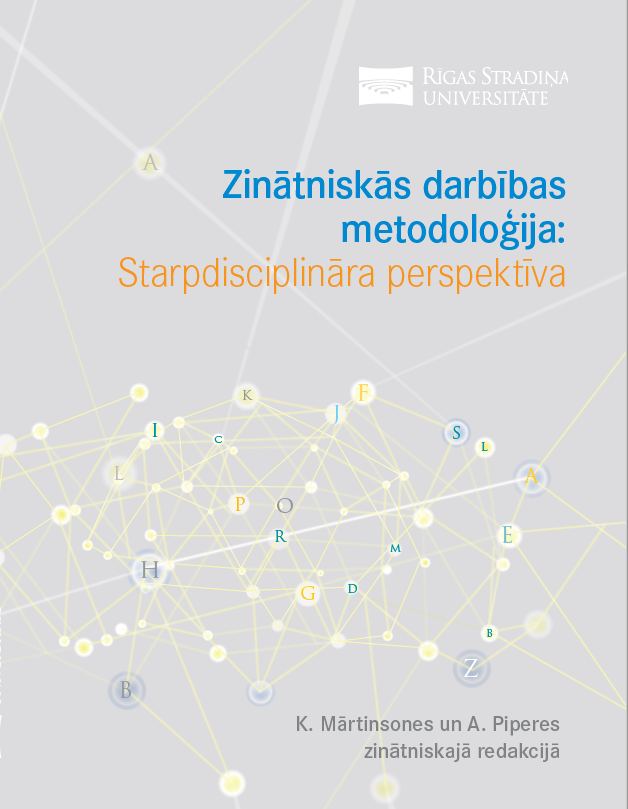 RĪGAS STRADIŅA
UNIVERSITĀTE
A
Zinātniskās darbības
metodoloģija:
Starpdisciplināra perspektīva
K
F
J
I
C
S
L
L
A
P
O
R
E
M
H
G
D
B
Z
B
K. Mārtinsones un A. Piperes
zinātniskajā redakcijā